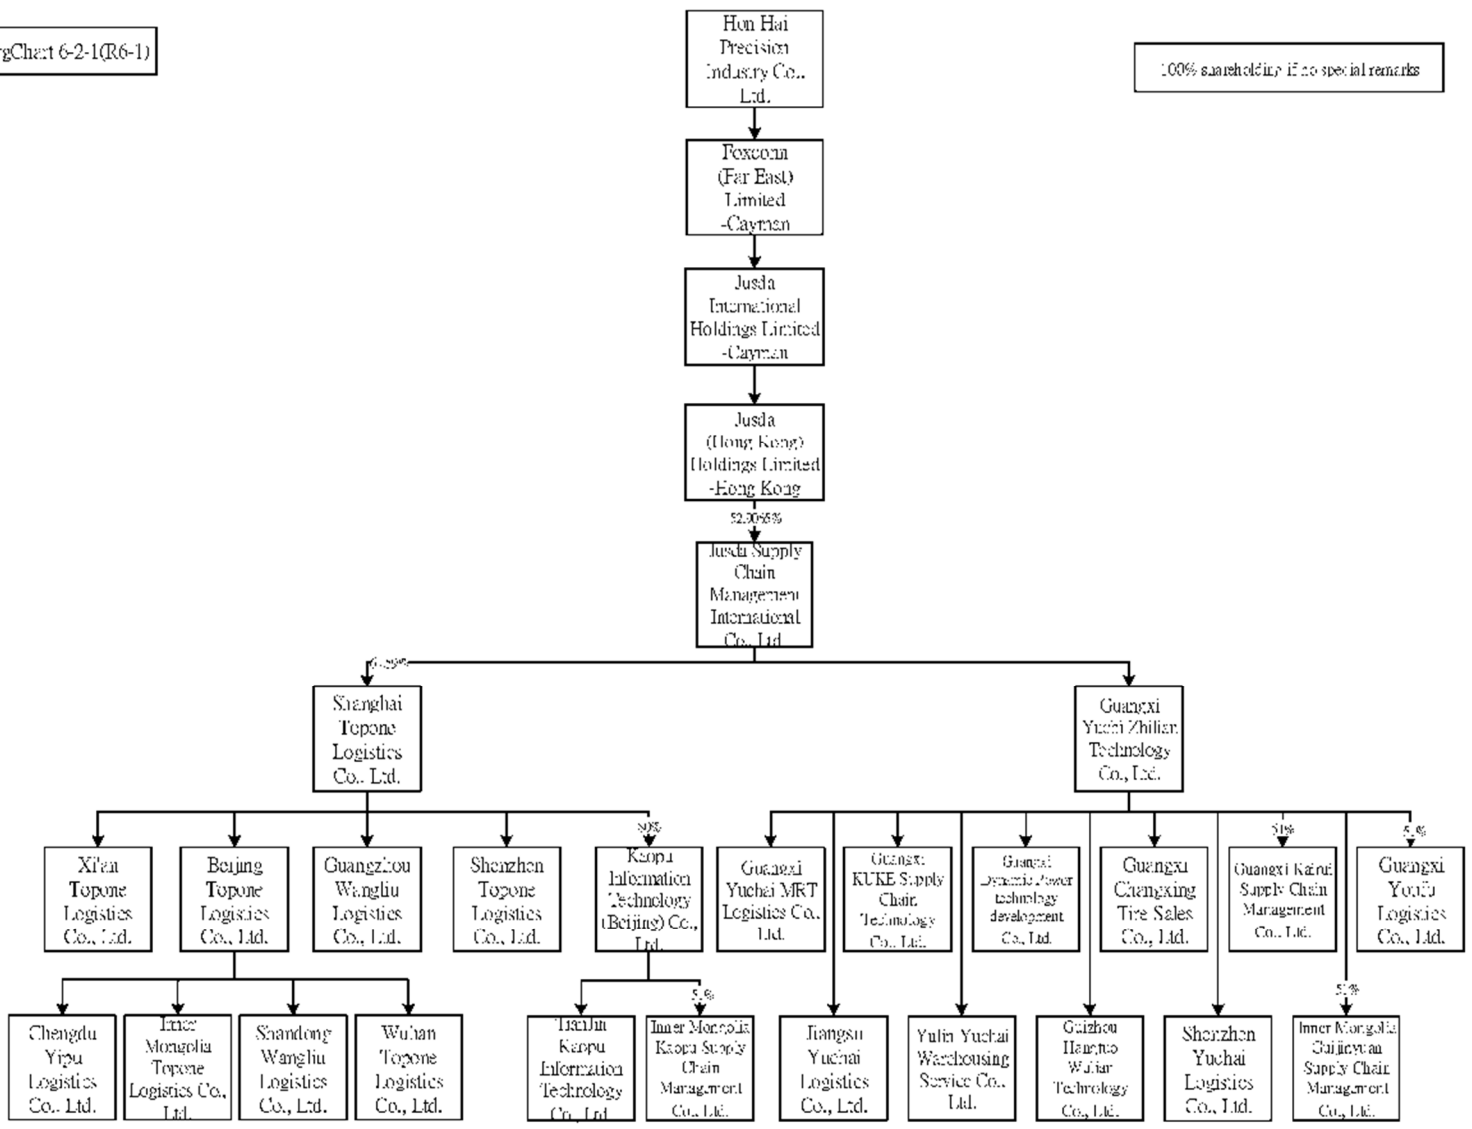 rgChart 6-2-1(R6-1)
100% shareholding if no special remarks
Hon Hai
Precision
Industry Co.,
Ltd.
Foxconn
(Far East)
Limited
-Cayman
Jusda
International
Holdings Limited
-Cayman
Jusda
(Hong Kong)
Holdings Limited
-Hong Kong
Jusda Supply
Chain
Management
International
Co., Ltd
Shanghai
Topone
Logistics
Co., Ltd.
Guangxi
Zhilian
Technology
Co., Ltd.
Xi'an
Topone
Logistics
Co., Ltd.
Beijing
Topone
Logistics
Co., Ltd.
Guangzhou
Wangliu
Logistics
Co., Ltd.
Shenzhen
Topone
Logistics
Co., Ltd.
Kaopu
Information
Technology
(Beijing) Co.,
Ltd.
Guangxi
Yuchai MRT
Logistics Co.,
Ltd.
Guangxi
KUKE Supply
Chain
Technology
Co., Ltd.
Guangxi
Dynamic Power
technology
development
Co., Ltd.
Guangxi
Changxing
Tire Sales
Co., Ltd.
51%
Guangxi Kairui
Supply Chain
Management
Co., Ltd.
Guangxi
Logistics
Co., Ltd.
Chengdu
Yipu
Logistics
Co., Ltd.
Inner
Mongolia
Topone
Logistics Co.,
Ltd.
Shandong
Wangliu
Logistics
Co., Ltd.
Wuhan
Topone
Logistics
Co., Ltd.
TianJin
Kaopu
Information
Technology
Co., Ltd
51%
Inner Mongolia
Kaopu Supply
Chain
Management
Co., Ltd.
Jiangsu
Yuchai
Logistics
Co., Ltd.
Yulin Yuchai
Warehousing
Service Co.,
Ltd.
Guizhou
Hangtuo
Wulian
Technology
Co., Ltd.
Shenzhen
Yuchai
Logistics
Co., Ltd.
51%
Inner Mongolia
Guijinyuan
Supply Chain
Management
Co., Ltd.